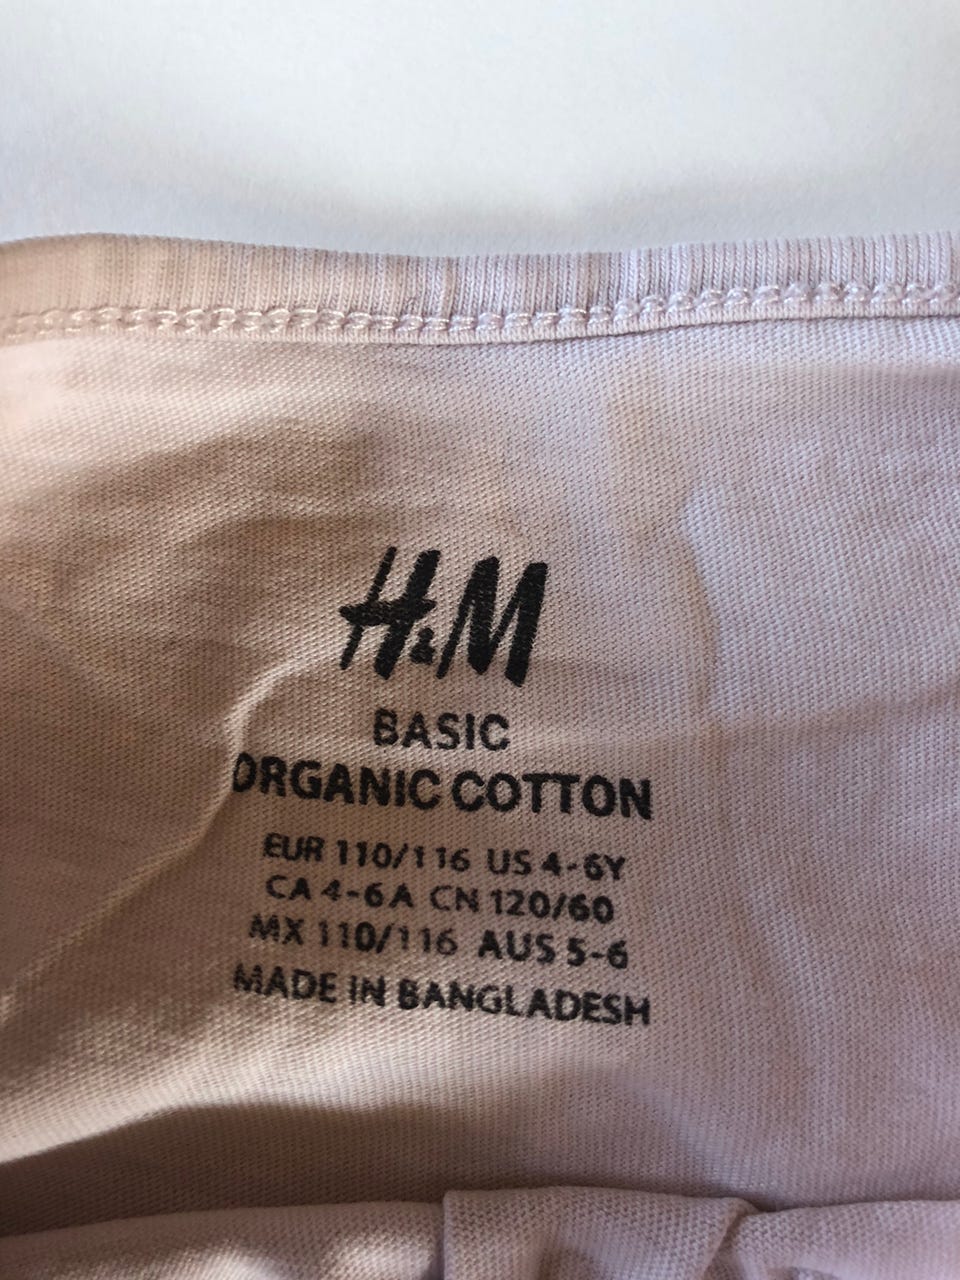 H&M
BASIC
ORGANIC COTTON
EUR 110/116 US 4-6Y
CA 4-6A CN 120/60
MX 110/116 AUS 5-6
MADE IN BANGLADESH